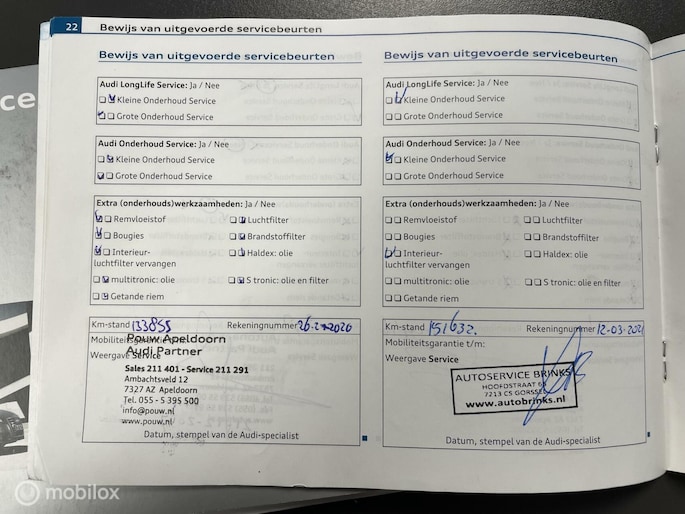 22 Bewijs van uitgevoerde servicebeurten
Bewijs van uitgevoerde servicebeurten
Audi LongLife Service: Ja / Nee
Kleine Onderhoud Service
Grote Onderhoud Service
Audi Onderhoud Service: Ja / Nee
Kleine Onderhoud Service
Grote Onderhoud Service
Extra (onderhouds)werkzaamheden: Ja / Nee
Remvloeistof Luchtfilter
Bougies Brandstoffilter
Interieur- Haldex: olie
luchtfilter vervangen
multitronic: olie S tronic: olie en filter
Getande riem
Km-stand 133855 Rekeningnummer 26-2-2020
Mobiliteitsgarantie t/m:
Pouw Apeldoorn
Audi Partner
Weergave Service
Sales 211 401 - Service 211 291
Ambachtsveld 12
7327 AZ Apeldoorn
Tel. 055 - 5 395 500
info@pouw.nl
www.pouw.nl
Datum, stempel van de Audi-specialist
Bewijs van uitgevoerde servicebeurten
Audi LongLife Service: Ja / Nee
Kleine Onderhoud Service
Grote Onderhoud Service
Audi Onderhoud Service: Ja / Nee
Kleine Onderhoud Service
Grote Onderhoud Service
Extra (onderhouds)werkzaamheden: Ja / Nee
Remvloeistof Luchtfilter
Bougies Brandstoffilter
Interieur- Haldex: olie
luchtfilter vervangen
multitronic: olie S tronic: olie en filter
Getande riem
Km-stand 151632. Rekeningnummer 12-03-2021
Mobiliteitsgarantie t/m:
Weergave Service
AUTOSERVICE BRINKS
HOOFDSTRAAT
7213 CS GORSSEL
www.autobrinks.nl
Datum, stempel van de Audi-specialist
mobilox